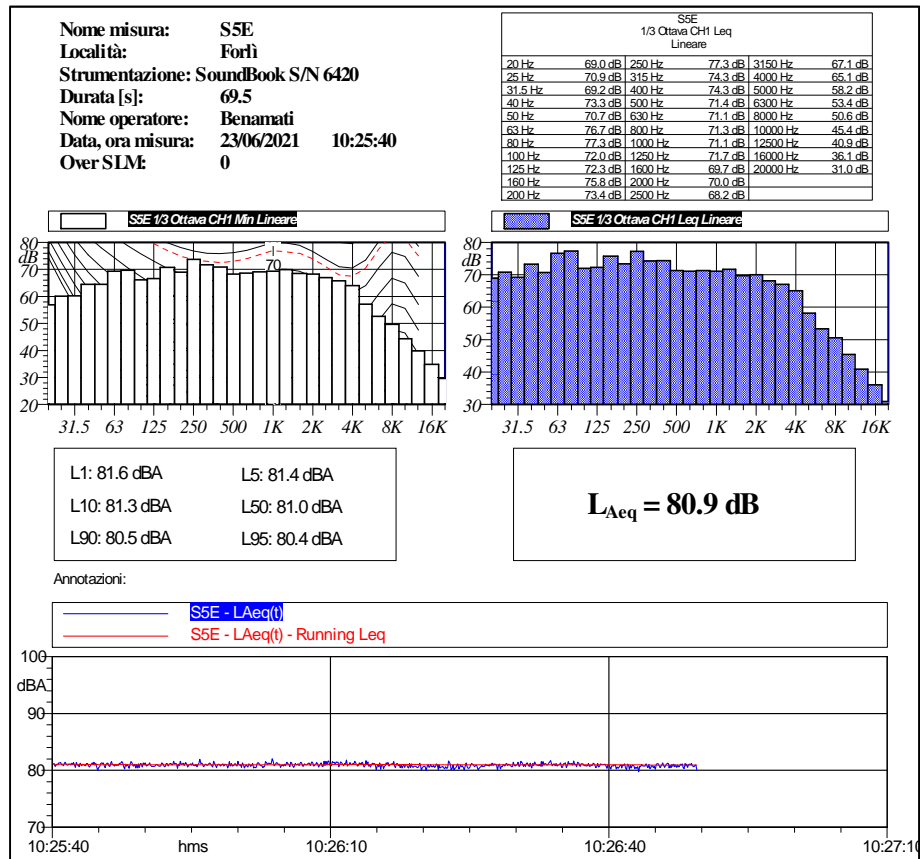 Nome misura: S5E
Località: Forlì
Strumentazione: SoundBook S/N 6420
Durata [s]: 69.5
Nome operatore: Benamati
Data, ora misura: 23/06/2021 10:25:40
Over SLM: 0
S5E
1/3 Ottava CH1 Leq
Lineare
20 Hz 69.0 dB 250 Hz 77.3 dB 3150 Hz 67.1 dB
25 Hz 70.9 dB 315 Hz 74.3 dB 4000 Hz 65.1 dB
31.5 Hz 69.2 dB 400 Hz 74.3 dB 5000 Hz 58.2 dB
40 Hz 73.3 dB 500 Hz 71.4 dB 6300 Hz 53.4 dB
50 Hz 70.7 dB 630 Hz 71.1 dB 8000 Hz 50.6 dB
63 Hz 76.7 dB 800 Hz 71.3 dB 10000 Hz 45.4 dB
80 Hz 77.3 dB 1000 Hz 71.1 dB 12500 Hz 40.9 dB
100 Hz 72.0 dB 1250 Hz 71.7 dB 16000 Hz 36.1 dB
125 Hz 72.3 dB 1600 Hz 69.7 dB 20000 Hz 31.0 dB
160 Hz 75.8 dB 2000 Hz 70.0 dB
200 Hz 73.4 dB 2500 Hz 68.2 dB
S5E 1/3 Ottava CH1 Min Lineare
80
dB
70
60
50
40
30
20
70
31.5 63 125 250 500 1K 2K 4K 8K 16K
S5E 1/3 Ottava CH1 Leq Lineare
80
dB
70
60
50
40
30
31.5 63 125 250 500 1K 2K 4K 8K 16K
L1: 81.6 dBA L5: 81.4 dBA
L10: 81.3 dBA L50: 81.0 dBA
L90: 80.5 dBA L95: 80.4 dBA
LAeq = 80.9 dB
Annotazioni:
S5E - LAeq(t)
S5E - LAeq(t) - Running Leq
100
dBA
90
80
70
10:25:40 hms 10:26:10 10:26:40 10:27:10